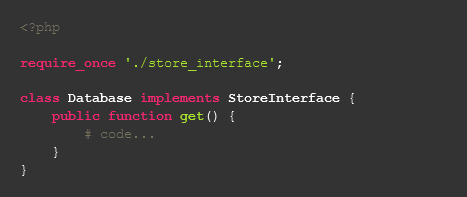 <?php
require_once './store_interface';
class Database implements StoreInterface {
public function get() {
# code...
}
}